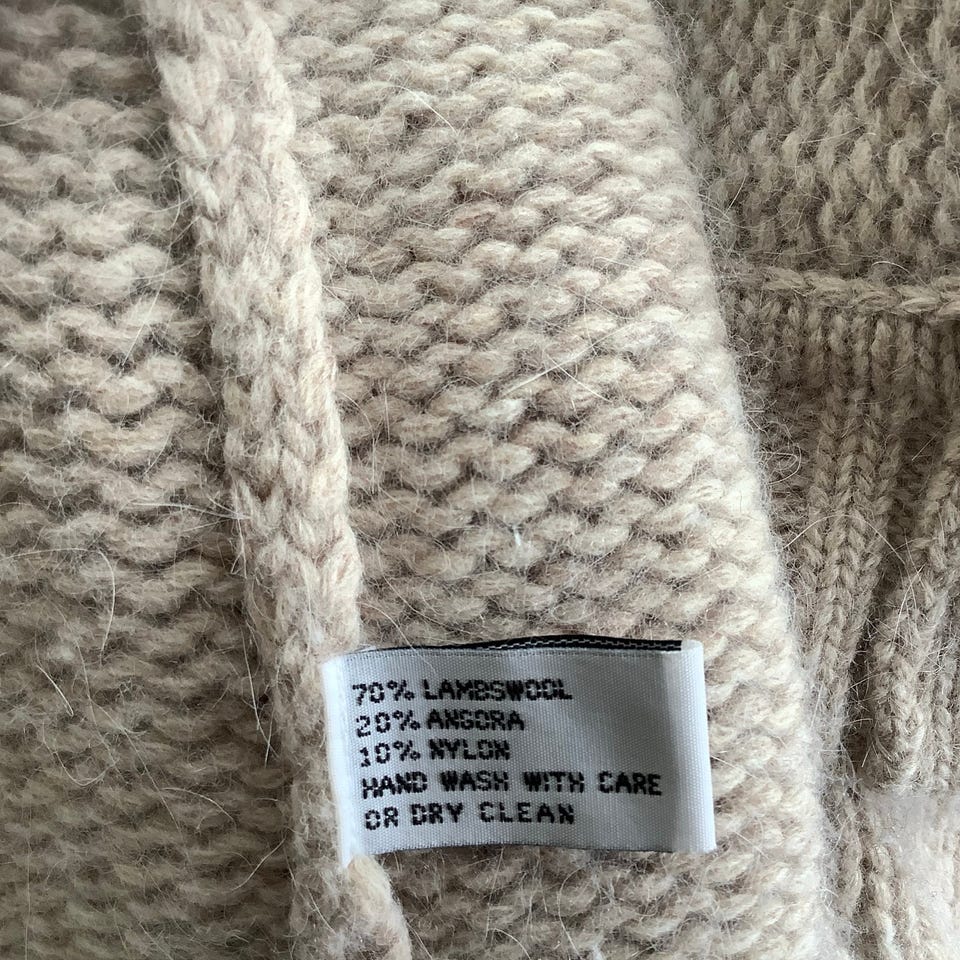 70% LAMBSWOOL
20% ANGORA
10% NYLON
HAND WASH WITH CARE
OR DRY CLEAN